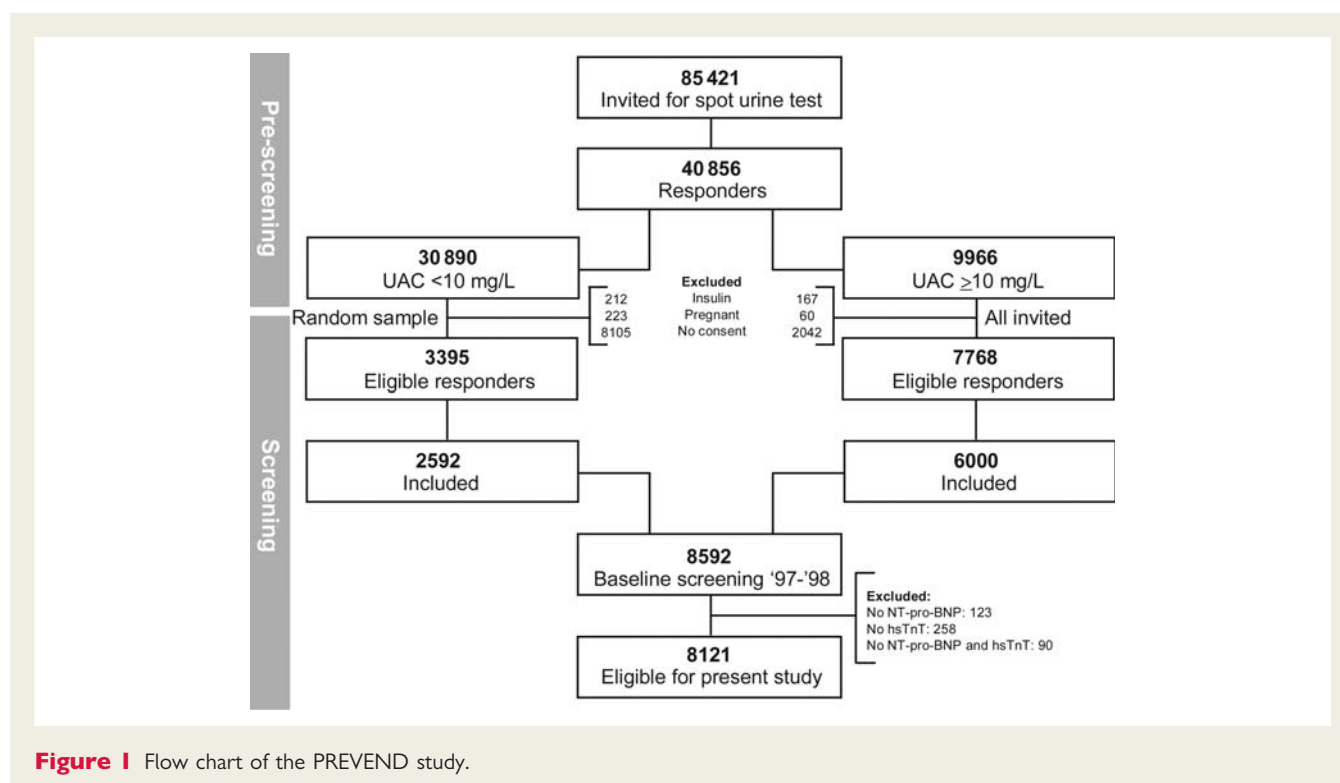 Pre-screening
85 421
Invited for spot urine test
40 856
Responders
30 890
UAC <10 mg/L
9966
UAC ≥10 mg/L
Excluded
212 Insulin 167
223 Pregnant 60
8105 No consent 2042
Random sample
All invited
Screening
3395
Eligible responders
7768
Eligible responders
2592
Included
6000
Included
8592
Baseline screening '97-'98
Excluded:
No NT-pro-BNP: 123
No hsTnT: 258
No NT-pro-BNP and hsTnT: 90
8121
Eligible for present study
Figure 1 Flow chart of the PREVEND study.